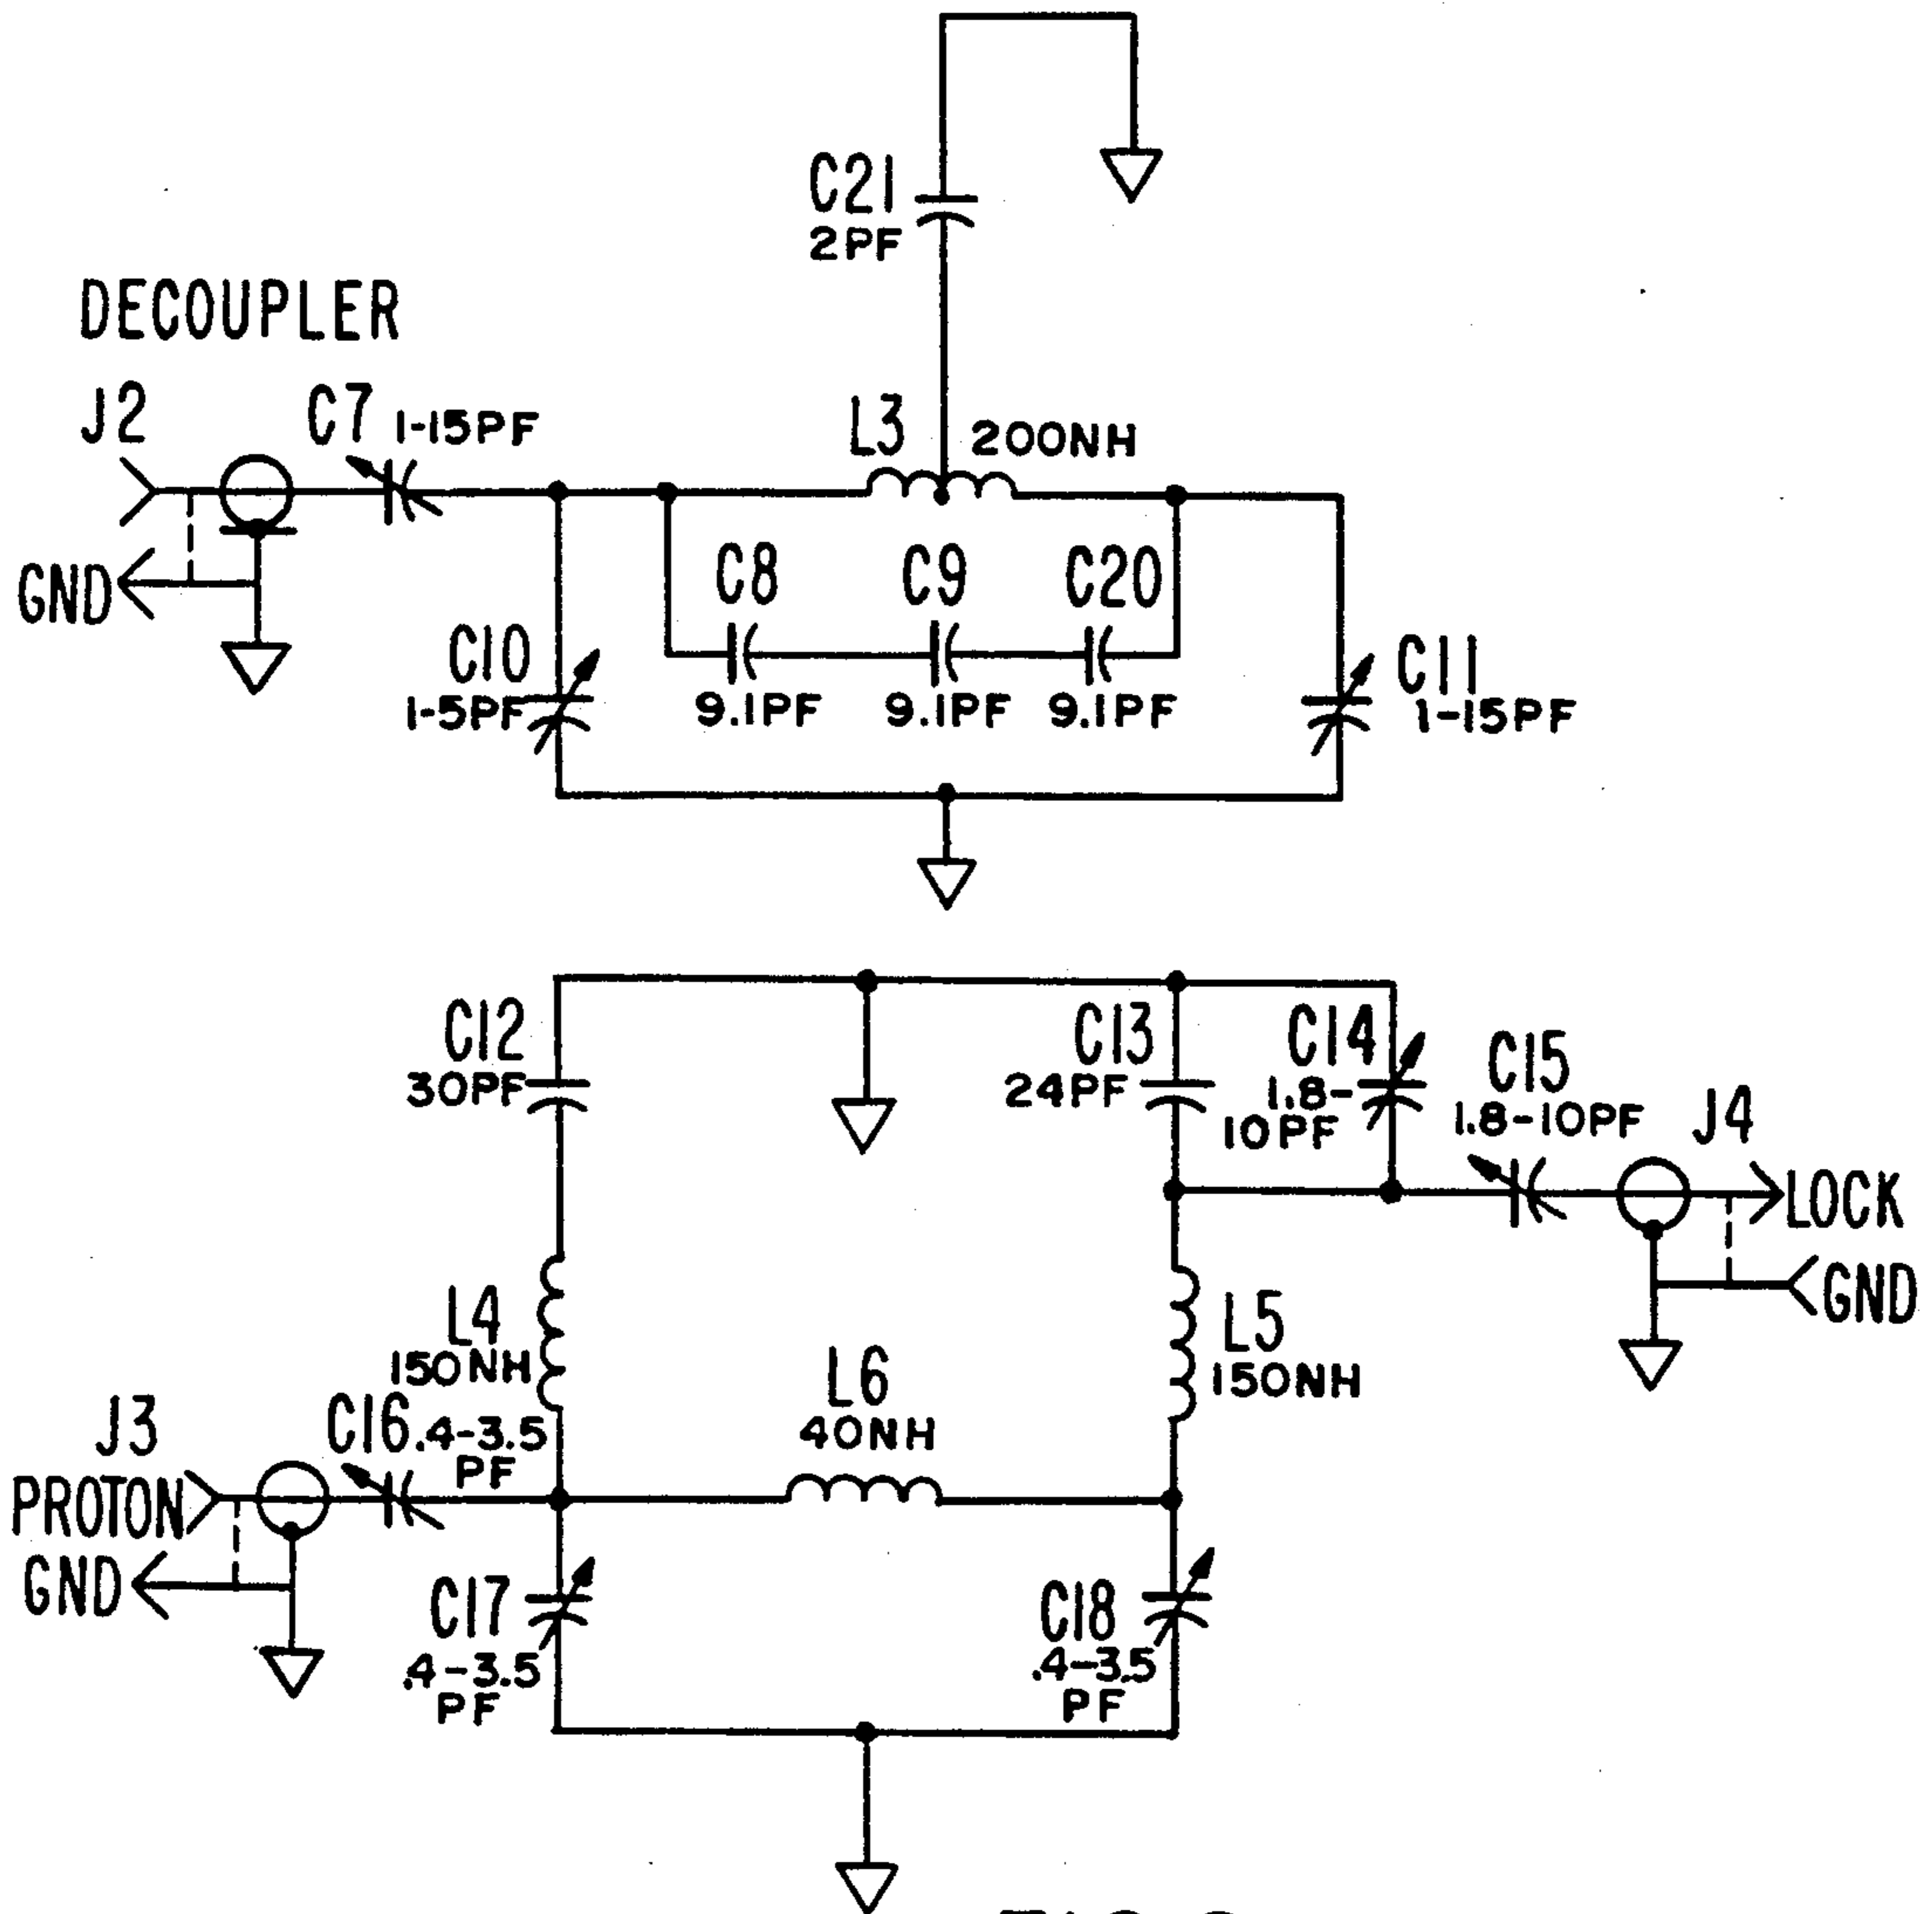 C21
2PF
DECOUPLER
J2
C7 1-15PF
L3 200NH
GND
C8
C9
C20
9.1PF
9.1PF
9.1PF
C10
1-5PF
C11
1-15PF
C12
30PF
C13
24PF
C14
1.8-
10PF
C15
1.8-10PF
J4
LOCK
GND
L4
150NH
L5
150NH
L6
40NH
J3
PROTON
GND
C16 .4-3.5
PF
C17
.4-3.5
PF
C18
.4-3.5
PF